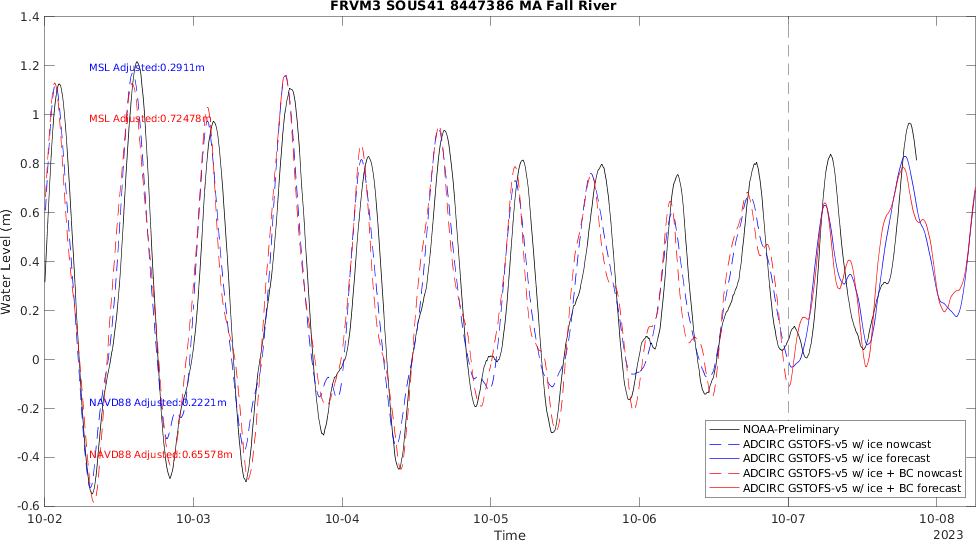 FRVM3 SOUS41 8447386 MA Fall River
1.4
1.2
1
0.8
0.6
0.4
0.2
0
-0.2
-0.4
-0.6
Water Level (m)
MSL Adjusted:0.2911m
MSL Adjusted:0.72478m
NAVD88 Adjusted:0.2221m
NAVD88 Adjusted:0.65578m
NOAA-Preliminary
ADCIRC GSTOFS-v5 w/ ice nowcast
ADCIRC GSTOFS-v5 w/ ice forecast
ADCIRC GSTOFS-v5 w/ ice + BC nowcast
ADCIRC GSTOFS-v5 w/ ice + BC forecast
10-02 10-03 10-04 10-05 10-06 10-07 10-08
Time
2023